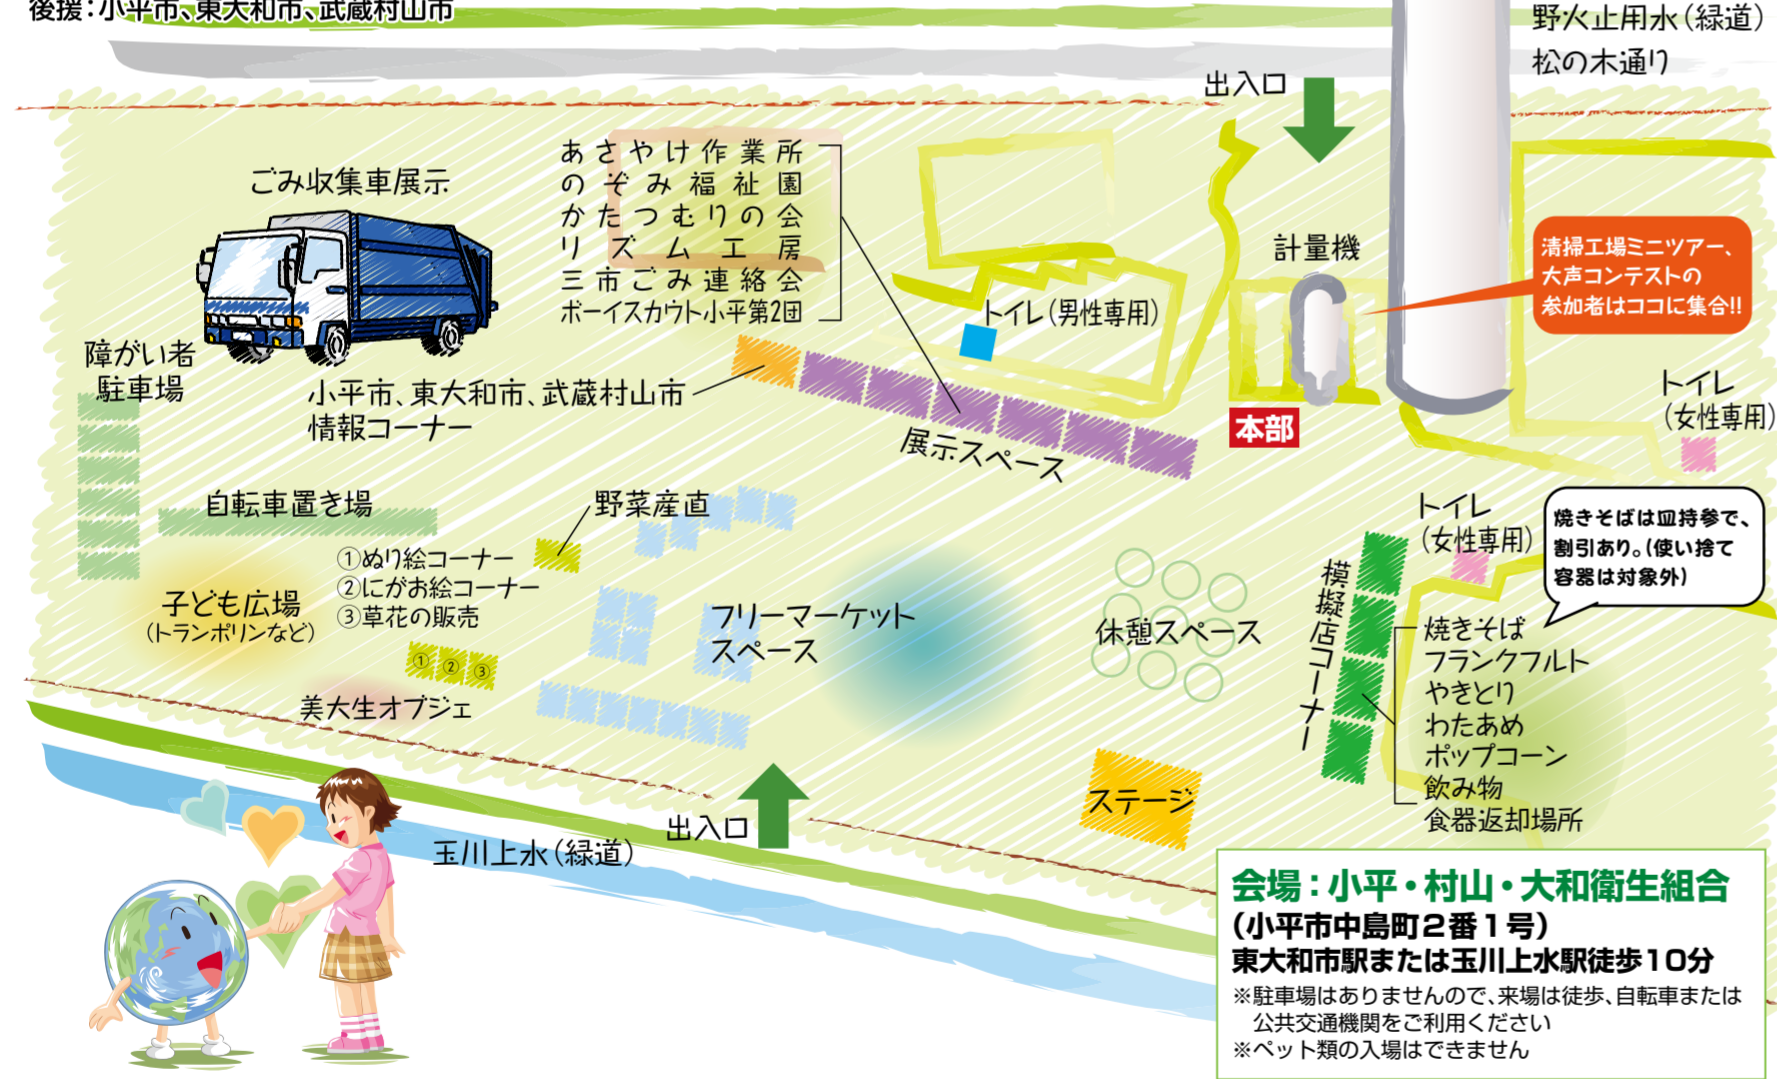 後援：小平市、東大和市、武蔵村山市
野火止用水（緑道）
松の木通り
出入口
ごみ収集車展示
あさやけ作業所
のぞみ福祉園
かたつむりの会
リズム工房
三市ごみ連絡会
ボーイスカウト小平第2団
計量機
清掃工場ミニツアー、
大声コンテストの
参加者はココに集合!!
トイレ（男性専用）
障がい者
駐車場
小平市、東大和市、武蔵村山市
情報コーナー
展示スペース
本部
トイレ
（女性専用）
自転車置き場
野菜産直
トイレ
（女性専用）
焼きそばは皿持参で、
割引あり。（使い捨て
容器は対象外）
①ぬり絵コーナー
②にがお絵コーナー
③草花の販売
子ども広場
（トランポリンなど）
① ② ③
美大生オブジェ
フリーマーケット
スペース
休憩スペース
模擬店コーナー
焼きそば
フランクフルト
やきとり
わたあめ
ポップコーン
飲み物
食器返却場所
ステージ
出入口
玉川上水（緑道）
会場：小平・村山・大和衛生組合
（小平市中島町２番１号）
東大和市駅または玉川上水駅徒歩１０分
※駐車場はありませんので、来場は徒歩、自転車または
公共交通機関をご利用ください
※ペット類の入場はできません